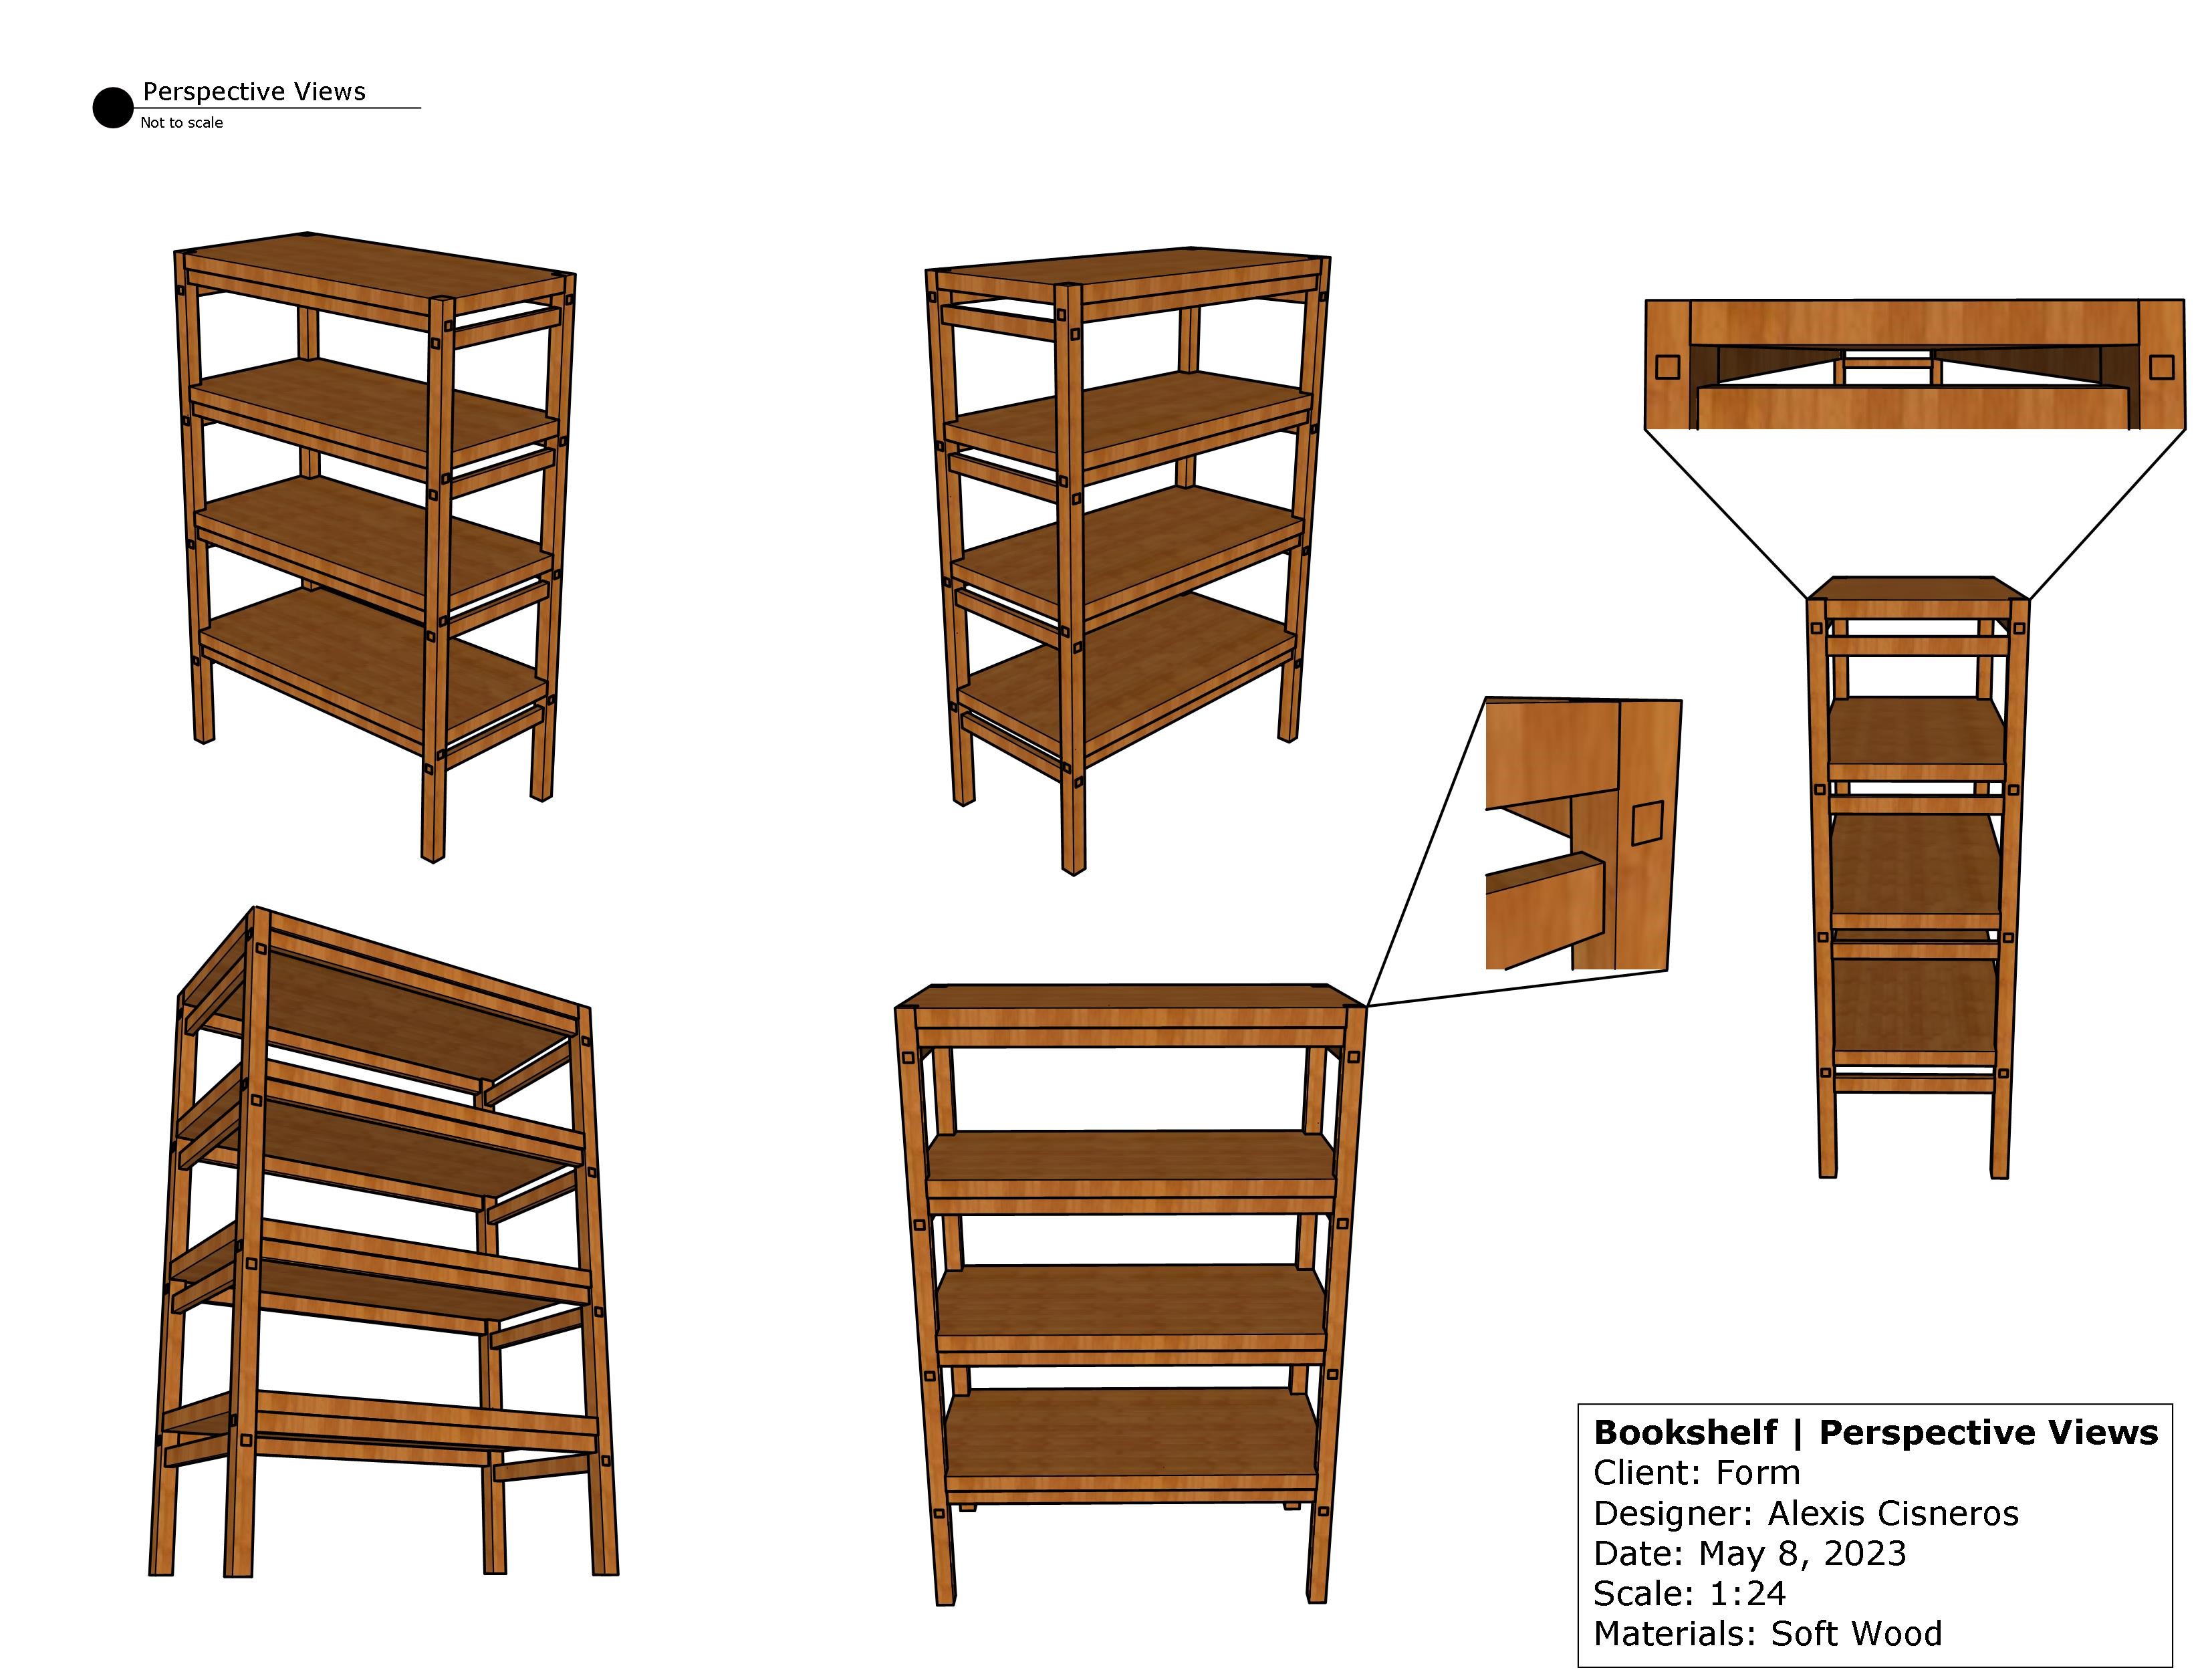 Perspective Views
Not to scale
Bookshelf | Perspective Views
Client: Form
Designer: Alexis Cisneros
Date: May 8, 2023
Scale: 1:24
Materials: Soft Wood